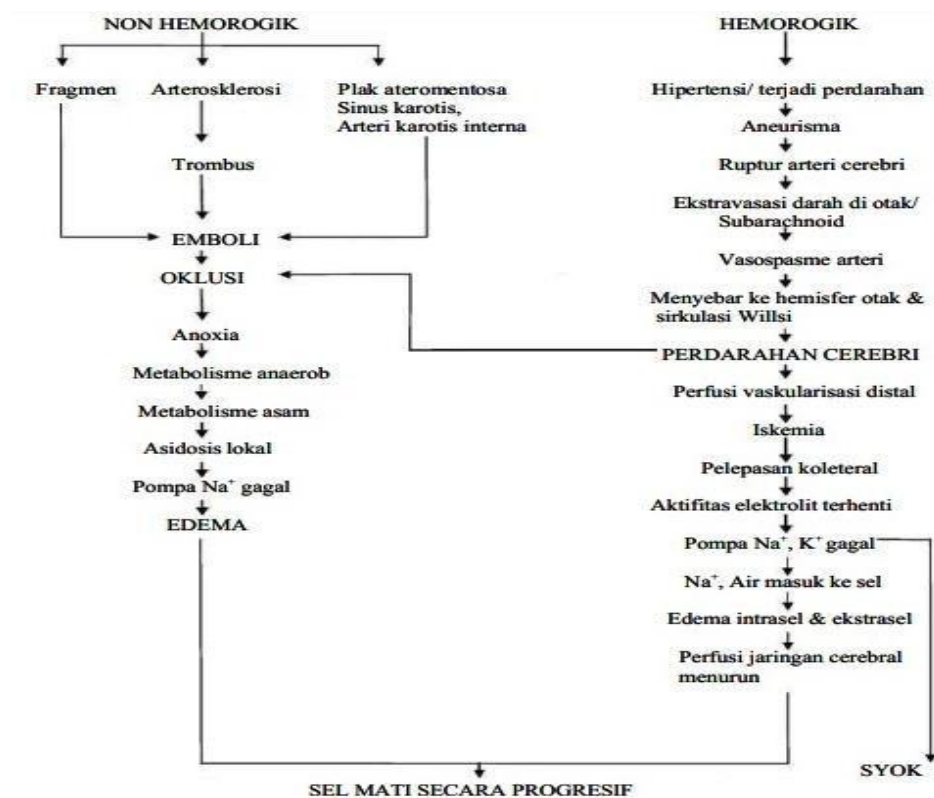 NON HEMOROGIK
Fragmen
Arterosklerosi
Plak ateromentosa
Sinus karotis,
Arteri karotis interna
Trombus
EMBOLI
OKLUSI
Anoxia
Metabolisme anaerob
Metabolisme asam
Asidosis lokal
Pompa Na⁺ gagal
EDEMA
HEMOROGIK
Hipertensi/ terjadi perdarahan
Aneurisma
Ruptur arteri cerebri
Ekstravasasi darah di otak/
Subarachnoid
Vasospasme arteri
Menyebar ke hemisfer otak &
sirkulasi Willsi
PERDARAHAN CEREBRI
Perfusi vaskularisasi distal
Iskemia
Pelepasan koleteral
Aktifitas elektrolit terhenti
Pompa Na⁺, K⁺ gagal
Na⁺, Air masuk ke sel
Edema intrasel & ekstrasel
Perfusi jaringan cerebral
menurun
SYOK
SEL MATI SECARA PROGRESIF